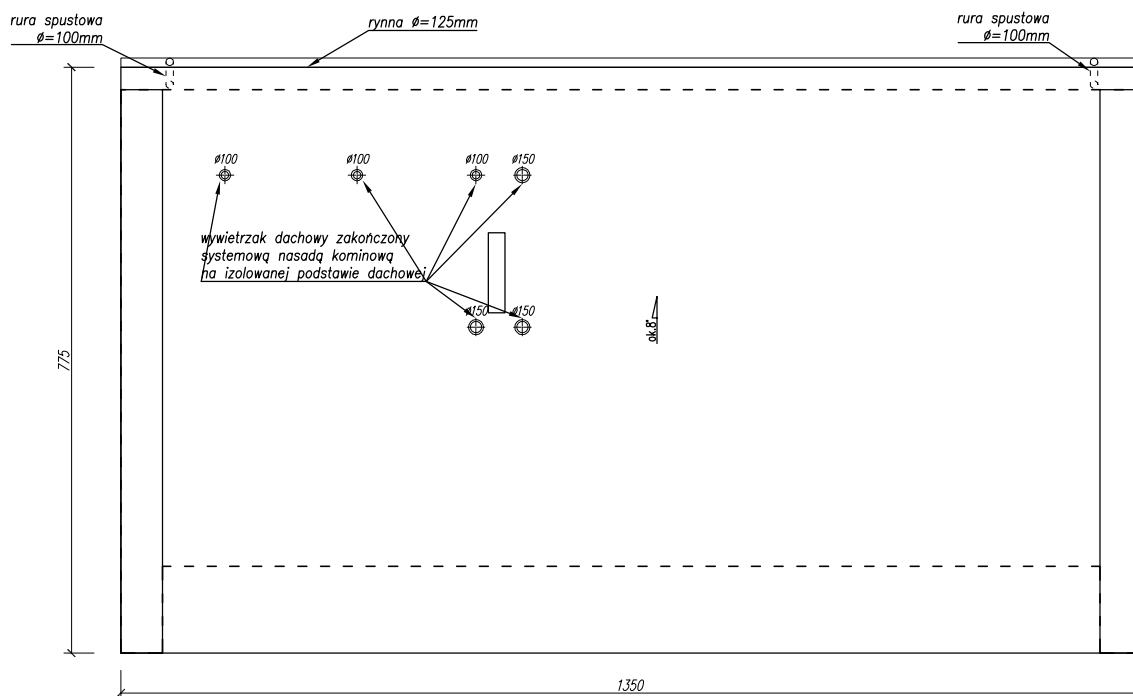 rura spustowa
ø=100mm
rynna ø=125mm
rura spustowa
ø=100mm
ø100
ø100
ø100
ø150
wywietrzak dachowy zakończony
systemową nasadą kominową
na izolowanej podstawie dachowej
ø150
ø150
ok.8°
775
1350